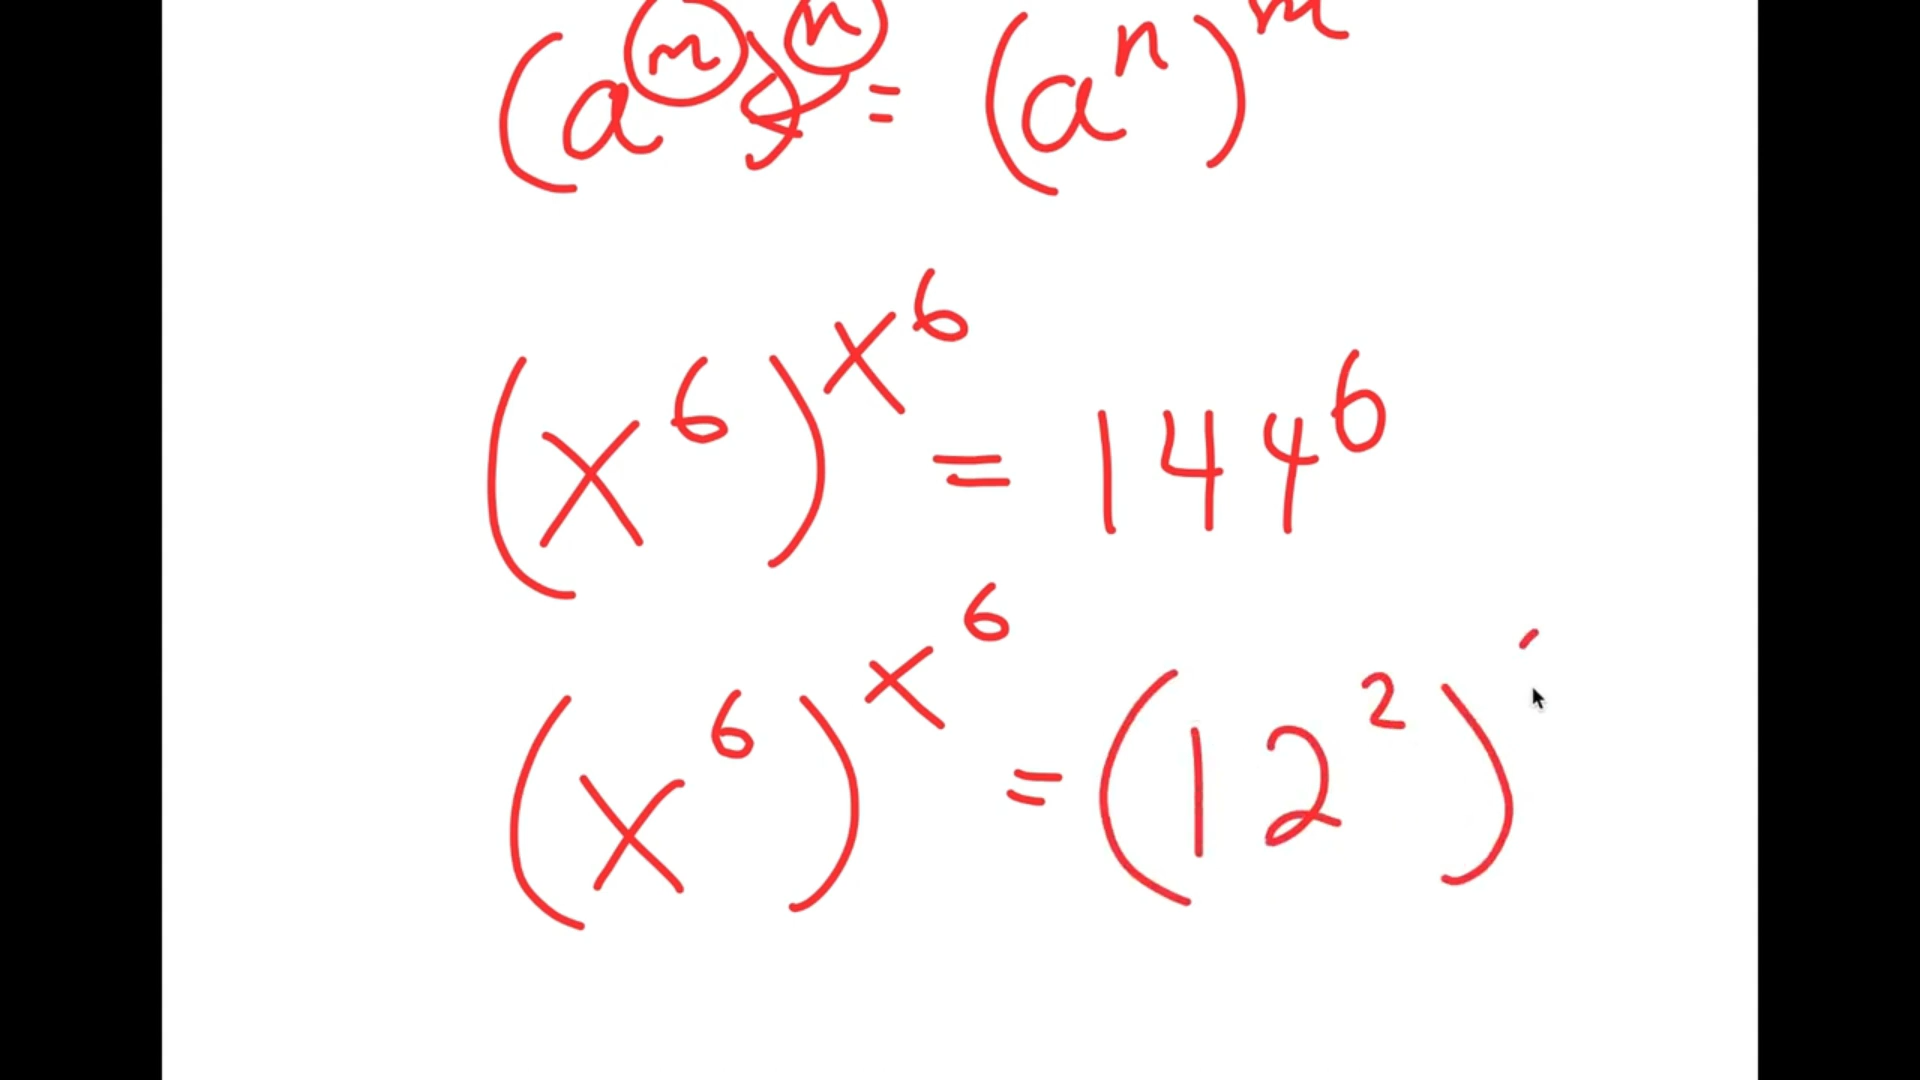 (a^m)^n = (a^n)^m
(x^6)^x^6 = 144^6
(x^6)^x^6 = (12^2)